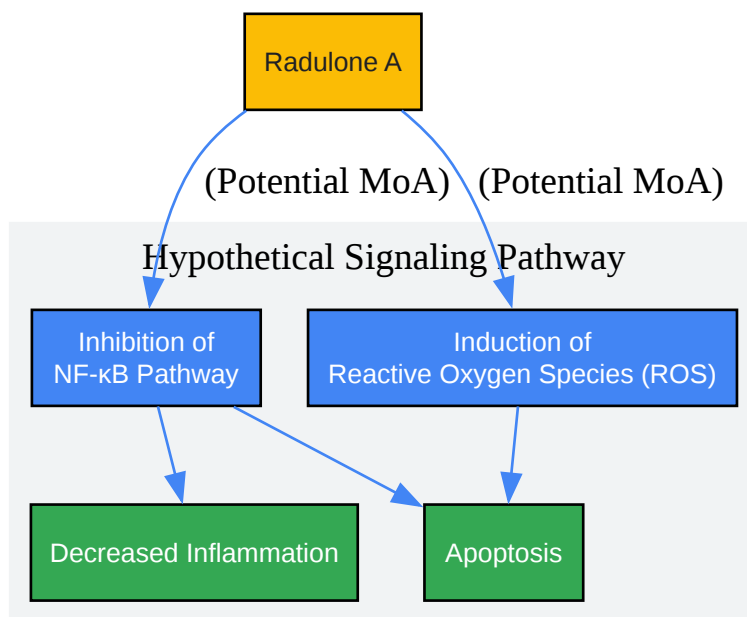 Radulone A
(Potential MoA) (Potential MoA)
Hypothetical Signaling Pathway
Inhibition of
NF-κB Pathway
Induction of
Reactive Oxygen Species (ROS)
Decreased Inflammation
Apoptosis